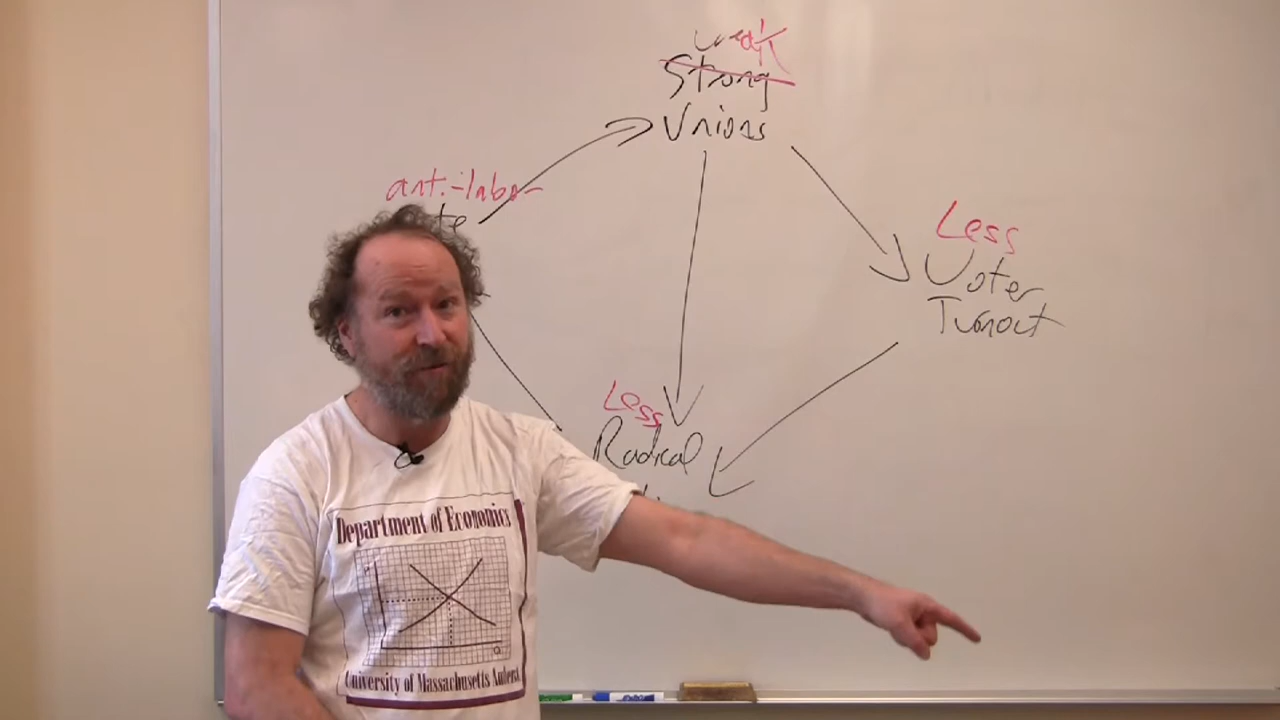 weak
Strong
Unions
anti-labor
Less
Voter
Turnout
Less
Radical
Department of Economics
Q
University of Massachusetts Amherst